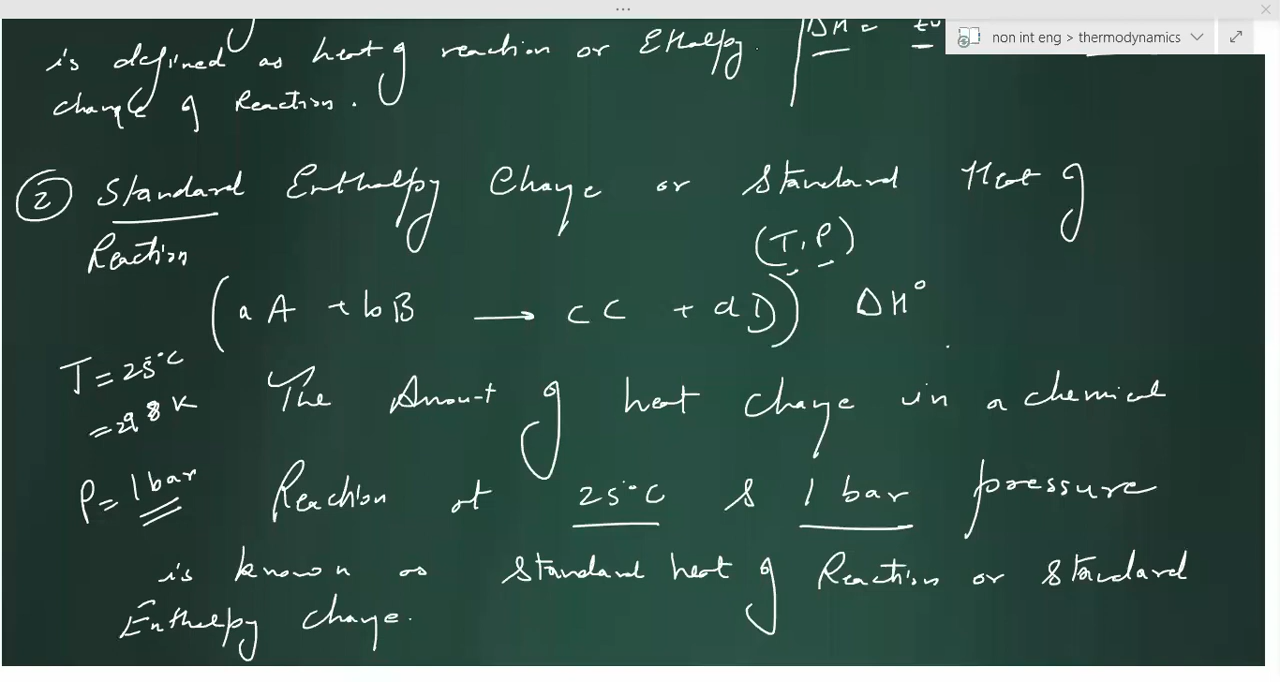 non int eng > thermodynamics
is defined as heat of reaction or Ethalpy ΔH =
change of Reaction.
② Standard Enthalpy Change or Standard Heat of
Reaction
(T, P)
(aA + bB → cC + dD) ΔH°
T = 25°C
= 298 K
The Amount of heat change in a chemical
P = 1 bar
Reaction at 25°C & 1 bar pressure
is known as Standard heat of Reaction or Standard
Enthalpy change.